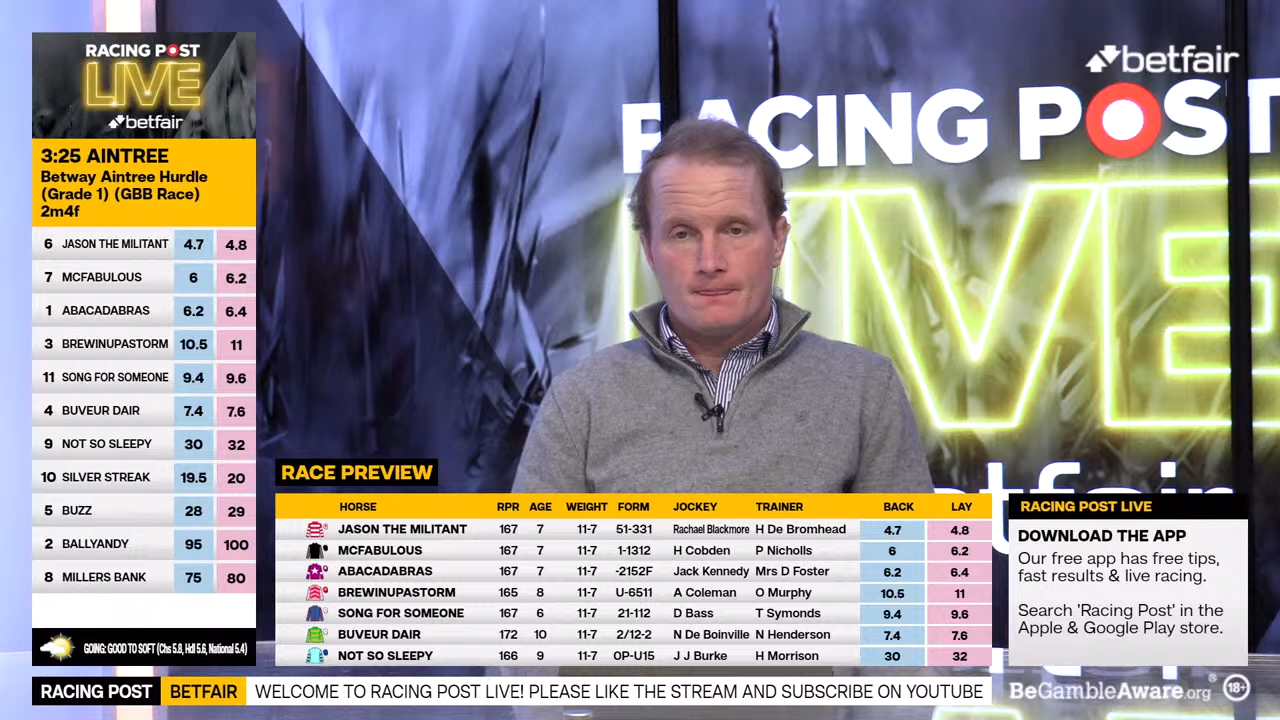 RACING POST
LIVE
betfair
3:25 AINTREE
Betway Aintree Hurdle
(Grade 1) (GBB Race)
2m4f
6 JASON THE MILITANT 4.7 4.8
7 MCFABULOUS 6 6.2
1 ABACADABRAS 6.2 6.4
3 BREWINUPASTORM 10.5 11
11 SONG FOR SOMEONE 9.4 9.6
4 BUVEUR DAIR 7.4 7.6
9 NOT SO SLEEPY 30 32
10 SILVER STREAK 19.5 20
5 BUZZ 28 29
2 BALLYANDY 95 100
8 MILLERS BANK 75 80
GOING: GOOD TO SOFT (Chs 5.8, Hdl 5.6, National 5.4)
betfair
RACING POST
LIVE
betfair
RACE PREVIEW
HORSE RPR AGE WEIGHT FORM JOCKEY TRAINER BACK LAY
JASON THE MILITANT 167 7 11-7 51-331 Rachael Blackmore H De Bromhead 4.7 4.8
MCFABULOUS 167 7 11-7 1-1312 H Cobden P Nicholls 6 6.2
ABACADABRAS 167 7 11-7 -2152F Jack Kennedy Mrs D Foster 6.2 6.4
BREWINUPASTORM 165 8 11-7 U-6511 A Coleman O Murphy 10.5 11
SONG FOR SOMEONE 167 6 11-7 21-112 D Bass T Symonds 9.4 9.6
BUVEUR DAIR 172 10 11-7 2/12-2 N De Boinville N Henderson 7.4 7.6
NOT SO SLEEPY 166 9 11-7 0P-U15 J J Burke H Morrison 30 32
RACING POST LIVE
DOWNLOAD THE APP
Our free app has free tips,
fast results & live racing.
Search 'Racing Post' in the
Apple & Google Play store.
RACING POST BETFAIR WELCOME TO RACING POST LIVE! PLEASE LIKE THE STREAM AND SUBSCRIBE ON YOUTUBE
BeGambleAware.org® 18+